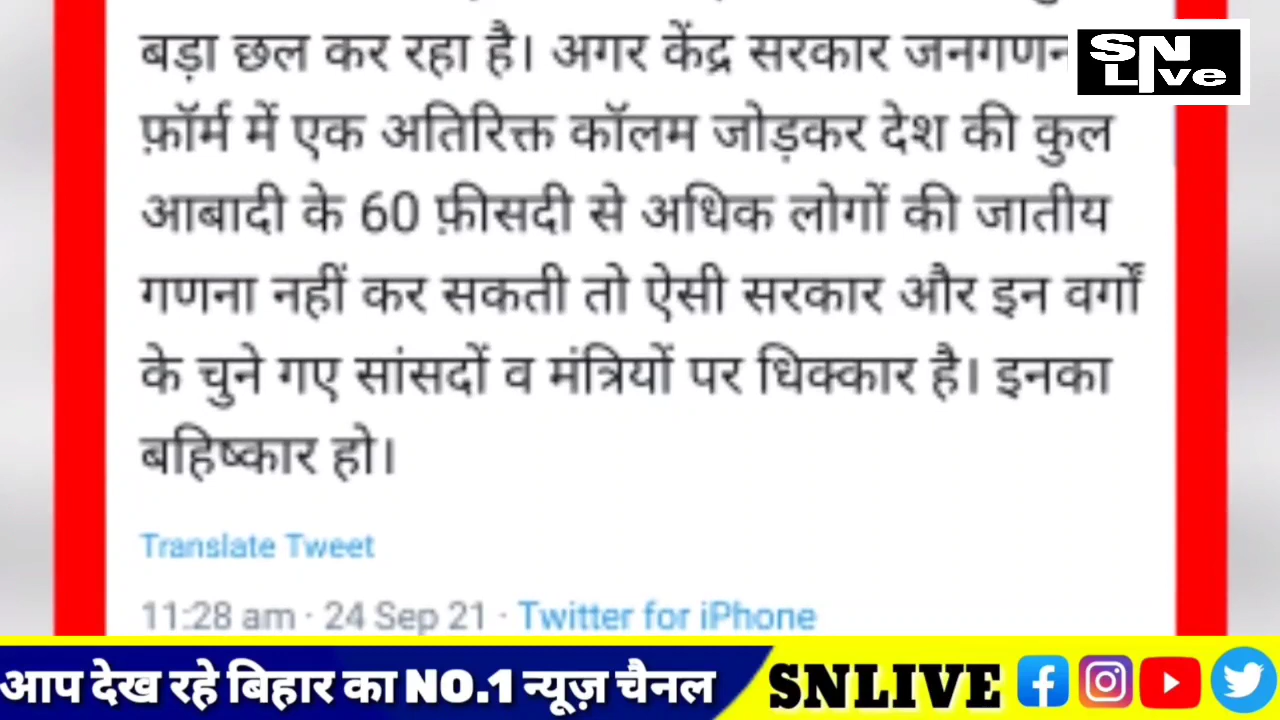 बड़ा छल कर रहा है। अगर केंद्र सरकार
SN
LIve
फ़ॉर्म में एक अतिरिक्त कॉलम जोड़कर देश की कुल
आबादी के 60 फ़ीसदी से अधिक लोगों की जातीय
गणना नहीं कर सकती तो ऐसी सरकार और इन वर्गों
के चुने गए सांसदों व मंत्रियों पर धिक्कार है। इनका
बहिष्कार हो।
Translate Tweet
11:28 am · 24 Sep 21 · Twitter for iPhone
आप देख रहे बिहार का NO.1 न्यूज़ चैनल
SNLIVE